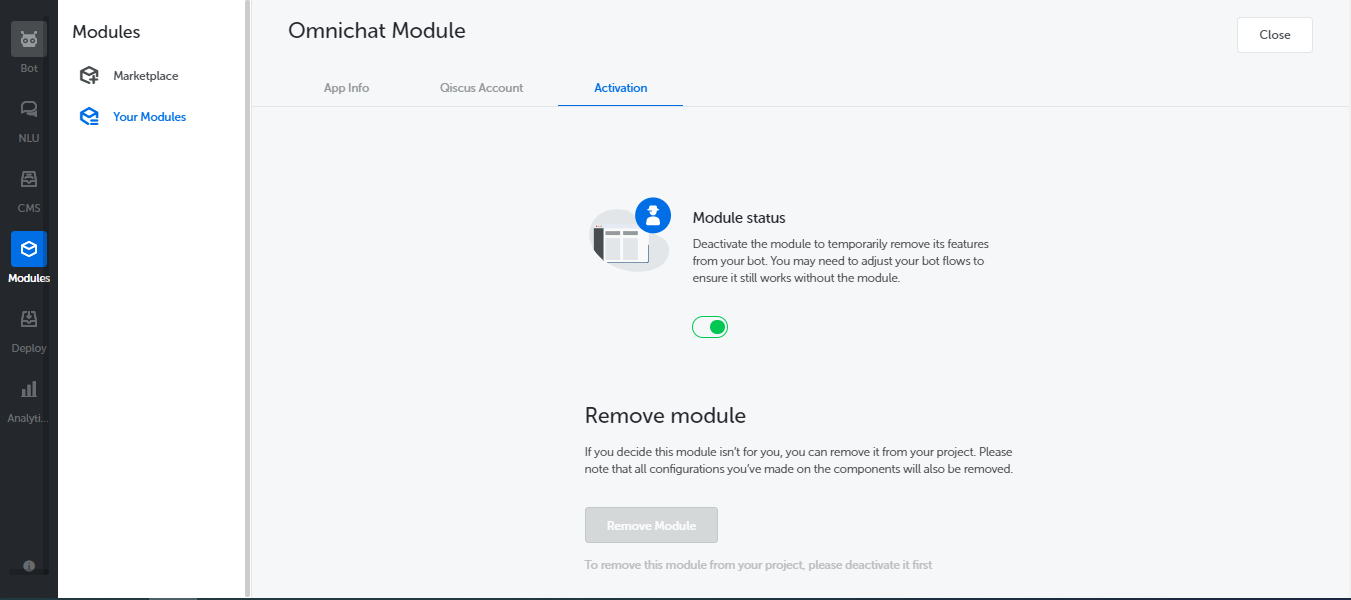 Bot
NLU
CMS
Modules
Deploy
Analyti...
Modules
Marketplace
Your Modules
Omnichat Module
Close
App Info
Qiscus Account
Activation
Module status
Deactivate the module to temporarily remove its features
from your bot. You may need to adjust your bot flows to
ensure it still works without the module.
Remove module
If you decide this module isn't for you, you can remove it from your project. Please
note that all configurations you've made on the components will also be removed.
Remove Module
To remove this module from your project, please deactivate it first